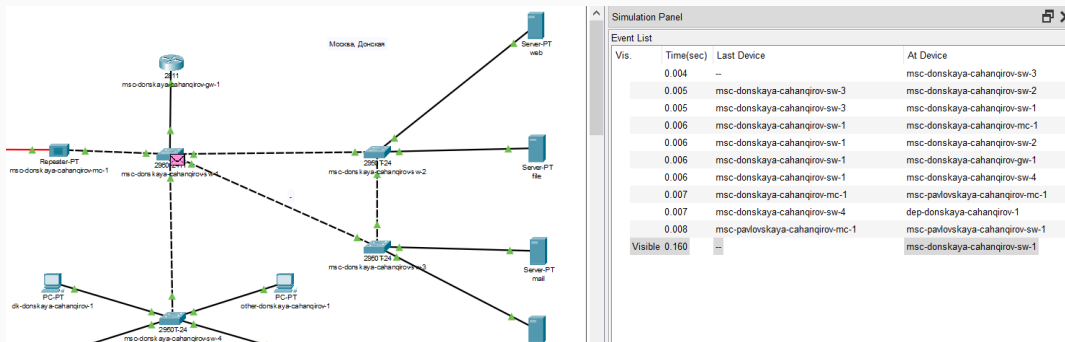 Москва, Донская
Server-PT
web
2811
msc-donskaya-cahanqirov-gw-1
Repeater-PT
msc-donskaya-cahanqirov-mc-1
msc-donskaya-cahanqirov-sw-1
2950T-24
msc-donskaya-cahanqirov-sw-2
Server-PT
file
2950T-24
msc-donskaya-cahanqirov-sw-3
Server-PT
mail
PC-PT
dk-donskaya-cahanqirov-1
PC-PT
other-donskaya-cahanqirov-1
2950T-24
msc-donskaya-cahanqirov-sw-4
Simulation Panel
Event List
Vis. Time(sec) Last Device At Device
0.004 -- msc-donskaya-cahanqirov-sw-3
0.005 msc-donskaya-cahanqirov-sw-3 msc-donskaya-cahanqirov-sw-2
0.005 msc-donskaya-cahanqirov-sw-3 msc-donskaya-cahanqirov-sw-1
0.006 msc-donskaya-cahanqirov-sw-1 msc-donskaya-cahanqirov-mc-1
0.006 msc-donskaya-cahanqirov-sw-1 msc-donskaya-cahanqirov-sw-2
0.006 msc-donskaya-cahanqirov-sw-1 msc-donskaya-cahanqirov-gw-1
0.006 msc-donskaya-cahanqirov-sw-1 msc-donskaya-cahanqirov-sw-4
0.007 msc-donskaya-cahanqirov-mc-1 msc-pavlovskaya-cahanqirov-mc-1
0.007 msc-donskaya-cahanqirov-sw-4 dep-donskaya-cahanqirov-1
0.008 msc-pavlovskaya-cahanqirov-mc-1 msc-pavlovskaya-cahanqirov-sw-1
Visible 0.160 -- msc-donskaya-cahanqirov-sw-1